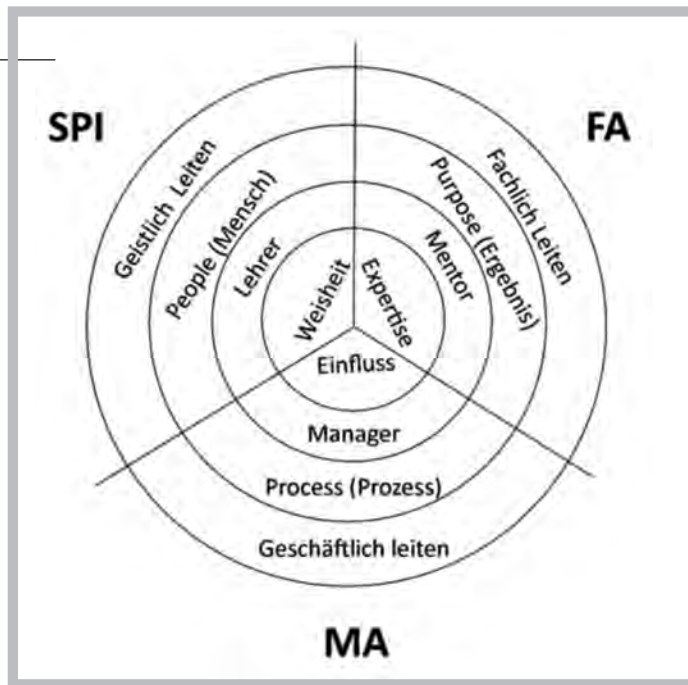 SPI
FA
Geistlich Leiten
People (Mensch)
Lehrer
Weisheit
Fachlich Leiten
Purpose (Ergebnis)
Mentor
Expertise
Einfluss
Manager
Process (Prozess)
Geschäftlich leiten
MA